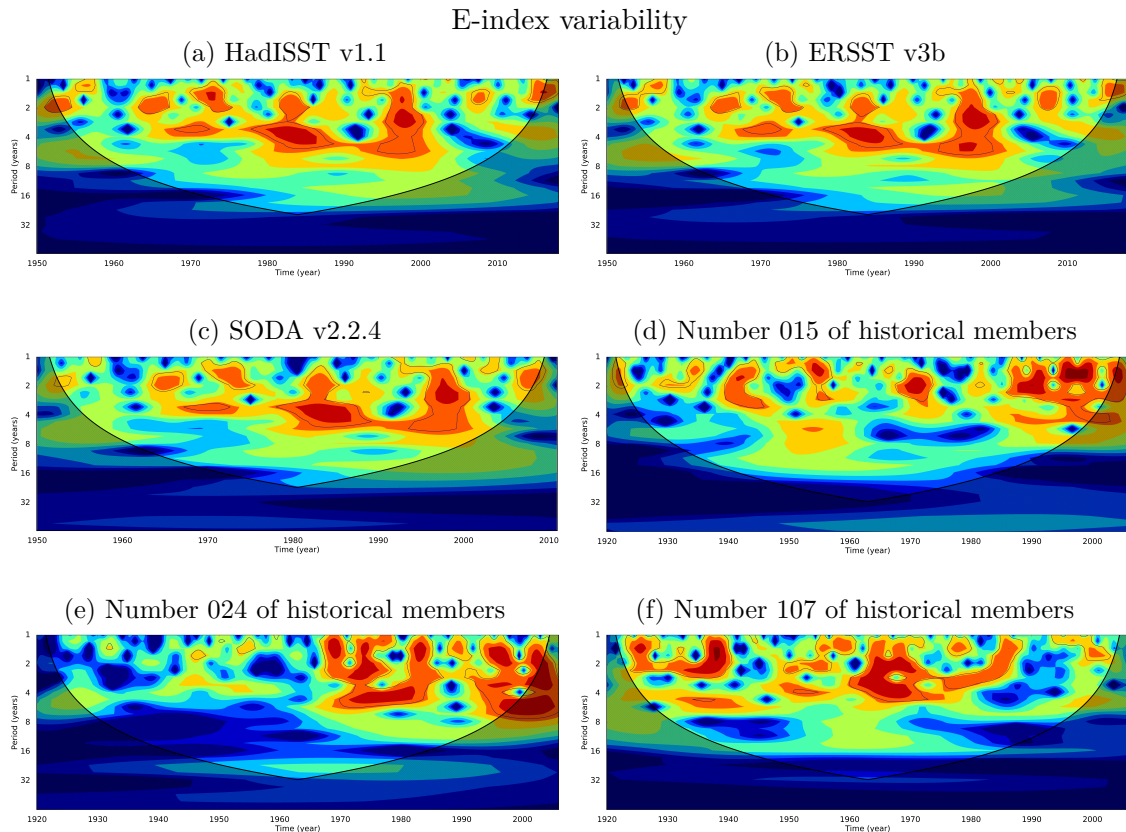 E-index variability
(a) HadISST v1.1
(b) ERSST v3b
1
2
4
8
16
32
Period (years)
1950 1960 1970 1980 1990 2000 2010
Time (year)
1
2
4
8
16
32
Period (years)
1950 1960 1970 1980 1990 2000 2010
Time (year)
(c) SODA v2.2.4
(d) Number 015 of historical members
1
2
4
8
16
32
Period (years)
1950 1960 1970 1980 1990 2000 2010
Time (year)
1
2
4
8
16
32
Period (years)
1920 1930 1940 1950 1960 1970 1980 1990 2000
Time (year)
(e) Number 024 of historical members
(f) Number 107 of historical members
1
2
4
8
16
32
Period (years)
1920 1930 1940 1950 1960 1970 1980 1990 2000
Time (year)
1
2
4
8
16
32
Period (years)
1920 1930 1940 1950 1960 1970 1980 1990 2000
Time (year)